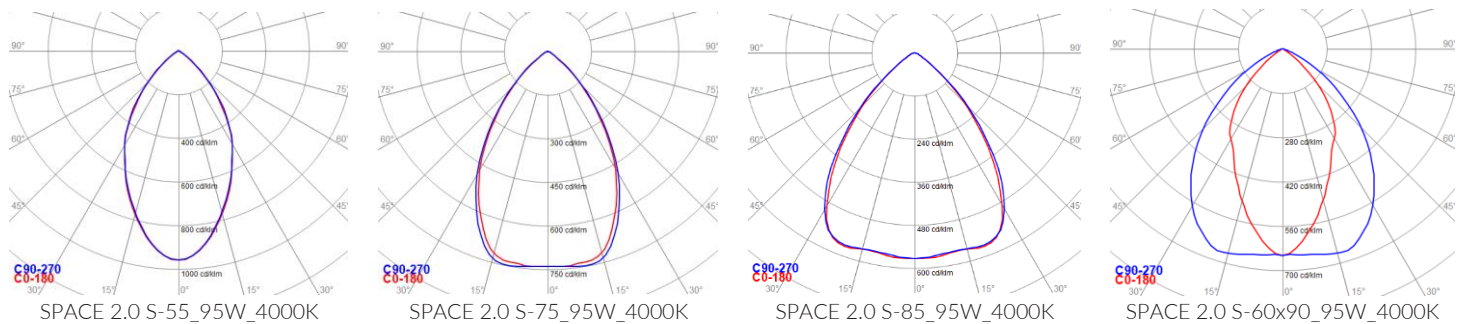 90° 90°
75° 75°
60° 60°
45° 45°
30° 15° 0° 15° 30°
400 cd/klm
600 cd/klm
800 cd/klm
1000 cd/klm
C90-270
C0-180
SPACE 2.0 S-55_95W_4000K
90° 90°
75° 75°
60° 60°
45° 45°
30° 15° 0° 15° 30°
300 cd/klm
450 cd/klm
600 cd/klm
750 cd/klm
C90-270
C0-180
SPACE 2.0 S-75_95W_4000K
90° 90°
75° 75°
60° 60°
45° 45°
30° 15° 0° 15° 30°
240 cd/klm
360 cd/klm
480 cd/klm
600 cd/klm
C90-270
C0-180
SPACE 2.0 S-85_95W_4000K
90° 90°
75° 75°
60° 60°
45° 45°
30° 15° 0° 15° 30°
280 cd/klm
420 cd/klm
560 cd/klm
700 cd/klm
C90-270
C0-180
SPACE 2.0 S-60x90_95W_4000K